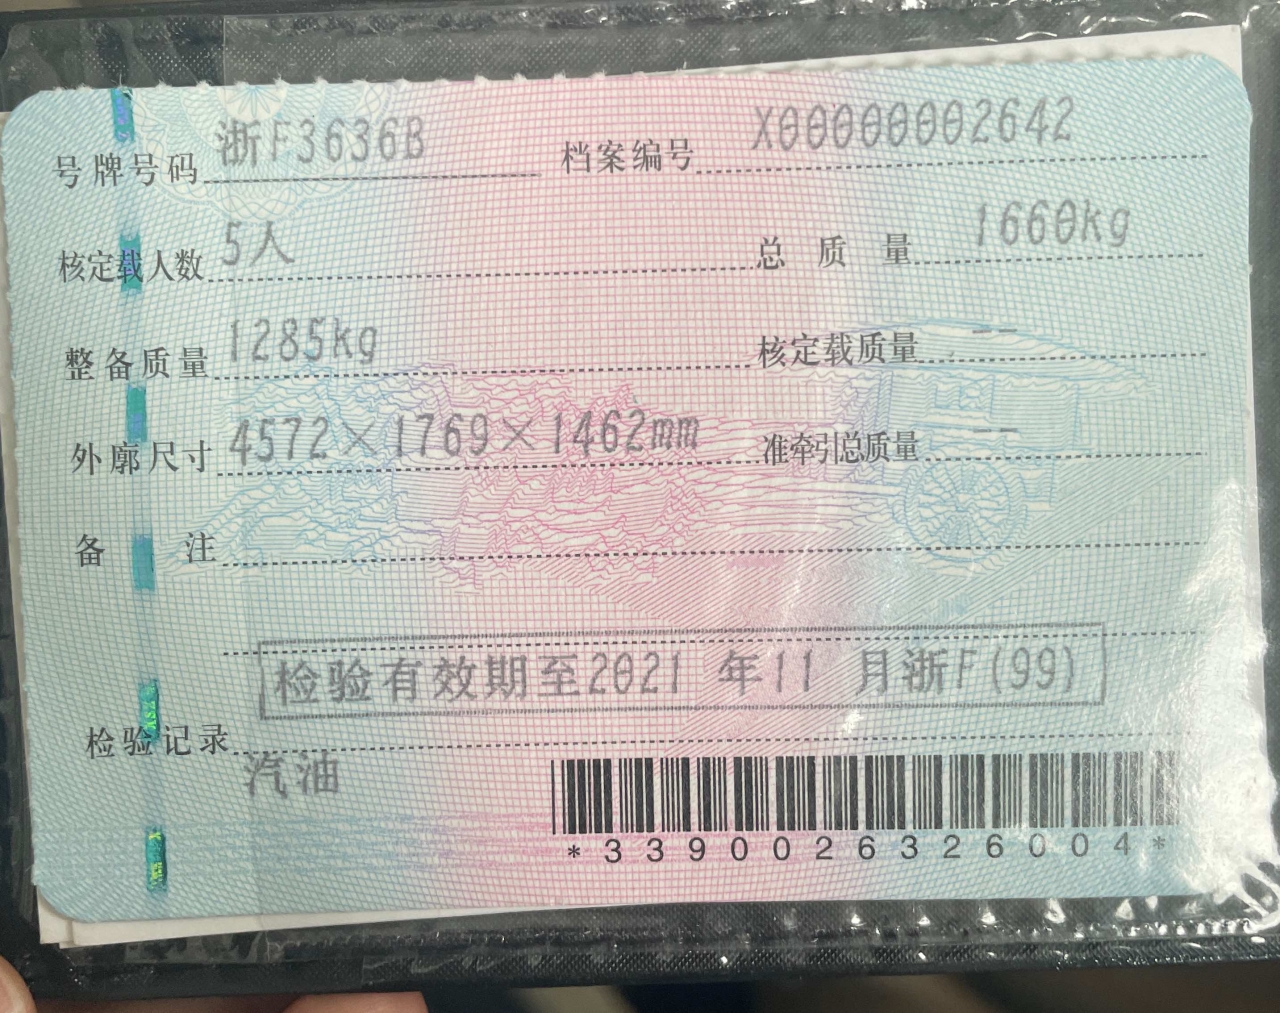 号牌号码 浙F3636B 档案编号 X00000002642
核定载人数 5人 总质量 1660kg
整备质量 1285kg 核定载质量 --
外廓尺寸 4572×1769×1462mm 准牵引总质量 --
备注
检验有效期至2021 年11 月浙F(99)
检验记录
汽油
*3390026326004*